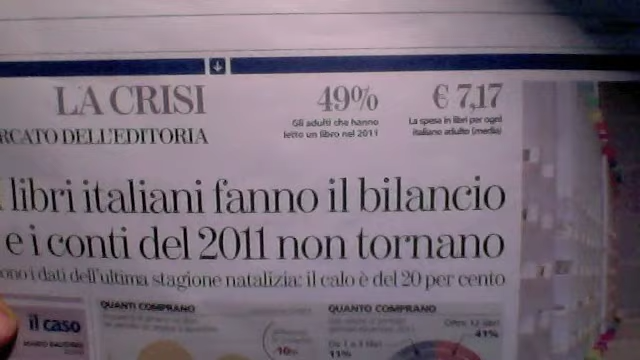 LA CRISI
RCATO DELL'EDITORIA
49%
Gli adulti che hanno
letto un libro nel 2011
€ 7,17
La spesa in libri per ogni
italiano adulto (media)
libri italiani fanno il bilancio
e i conti del 2011 non tornano
ono i dati dell'ultima stagione natalizia: il calo è del 20 per cento
il caso
QUANTI COMPRANO
-10%
QUANTO COMPRANO
Oltre 12 libri
41%
11%